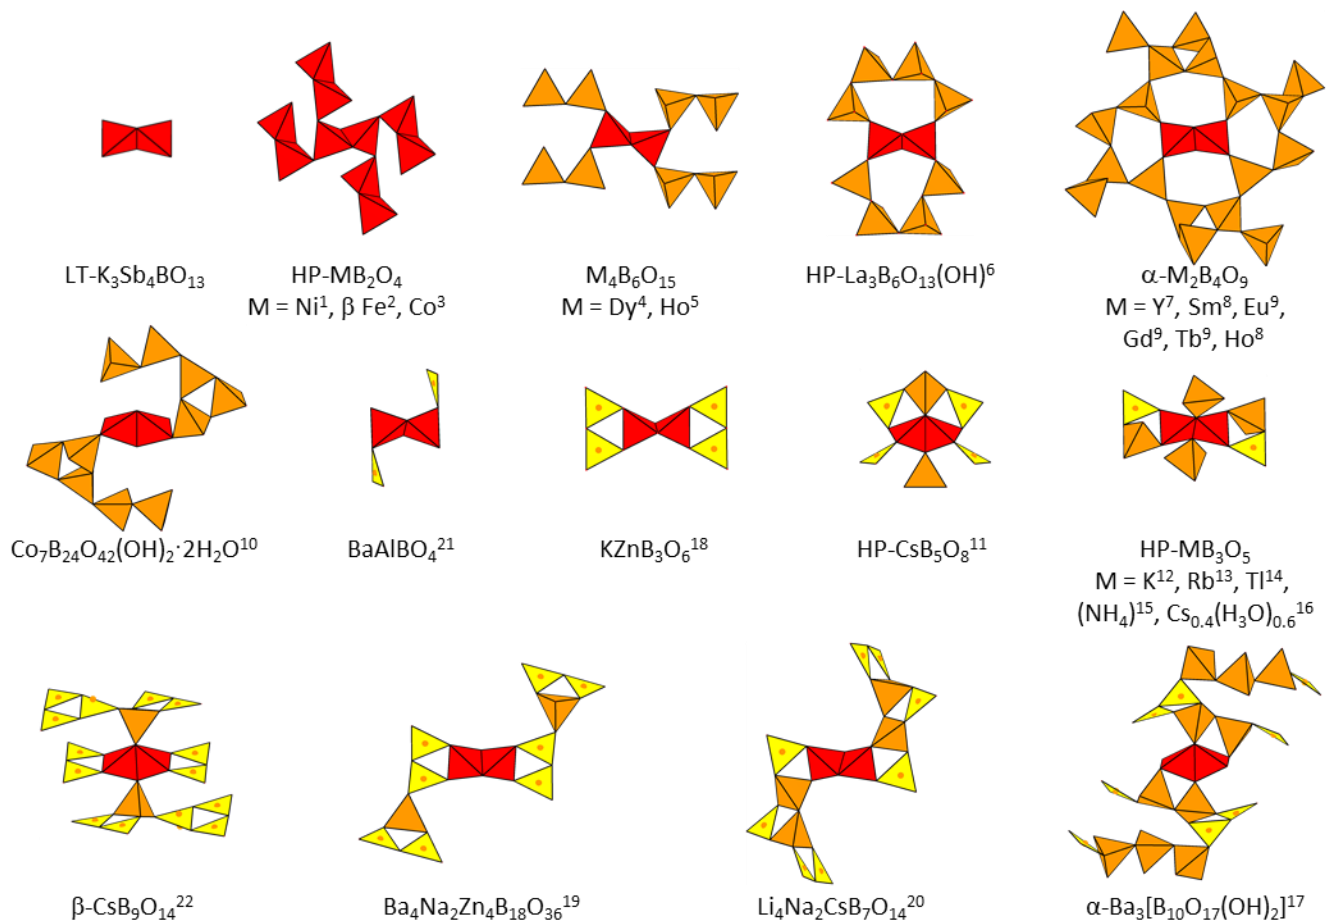 LT-K₃Sb₄BO₁₃
HP-MB₂O₄
M = Ni¹, β Fe², Co³
M₄B₆O₁₅
M = Dy⁴, Ho⁵
HP-La₃B₆O₁₃(OH)⁶
α-M₂B₄O₉
M = Y⁷, Sm⁸, Eu⁹,
Gd⁹, Tb⁹, Ho⁸
Co₇B₂₄O₄₂(OH)₂·2H₂O¹⁰
BaAlBO₄²¹
KZnB₃O₆¹⁸
HP-CsB₅O₈¹¹
HP-MB₃O₅
M = K¹², Rb¹³, Tl¹⁴,
(NH₄)¹⁵, Cs₀.₄(H₃O)₀.₆¹⁶
β-CsB₉O₁₄²²
Ba₄Na₂Zn₄B₁₈O₃₆¹⁹
Li₄Na₂CsB₇O₁₄²⁰
α-Ba₃[B₁₀O₁₇(OH)₂]¹⁷